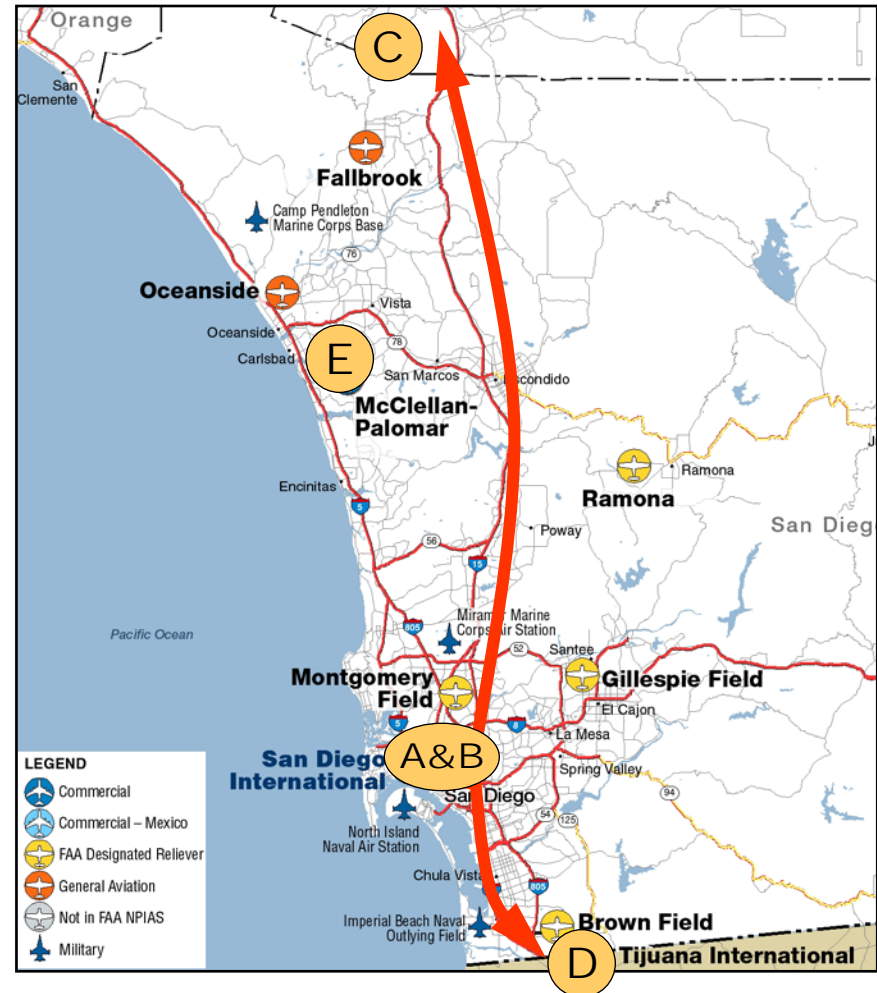 Orange
C
San
Clemente
Fallbrook
Camp Pendleton
Marine Corps Base
76
Oceanside
Vista
Oceanside
Carlsbad
E
78
San Marcos
Escondido
McClellan-
Palomar
Ramona
Ramona
Encinitas
5
San Dieg
56
Poway
15
Pacific Ocean
805
Miramar Marine
Corps Air Station
52
Santee
Montgomery
Field
Gillespie Field
El Cajon
5
8
La Mesa
A&B
San Diego
International
Spring Valley
San Diego
94
54
125
North Island
Naval Air Station
Chula Vista
805
Imperial Beach Naval
Outlying Field
Brown Field
D
Tijuana International
LEGEND
Commercial
Commercial – Mexico
FAA Designated Reliever
General Aviation
Not in FAA NPIAS
Military